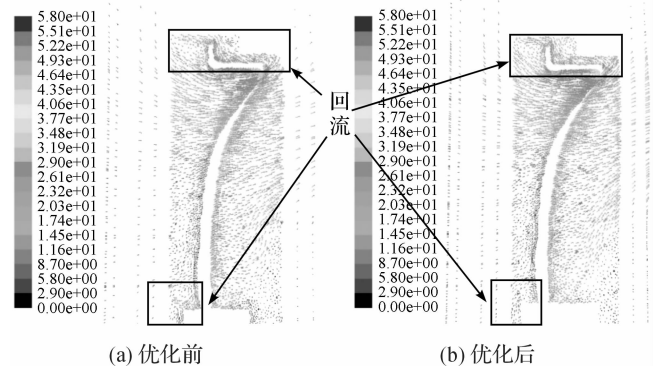 5.80e+01
5.51e+01
5.22e+01
4.93e+01
4.64e+01
4.35e+01
4.06e+01
3.77e+01
3.48e+01
3.19e+01
2.90e+01
2.61e+01
2.32e+01
2.03e+01
1.74e+01
1.45e+01
1.16e+01
8.70e+00
5.80e+00
2.90e+00
0.00e+00
回
流
5.80e+01
5.51e+01
5.22e+01
4.93e+01
4.64e+01
4.35e+01
4.06e+01
3.77e+01
3.48e+01
3.19e+01
2.90e+01
2.61e+01
2.32e+01
2.03e+01
1.74e+01
1.45e+01
1.16e+01
8.70e+00
5.80e+00
2.90e+00
0.00e+00
(a) 优化前
(b) 优化后